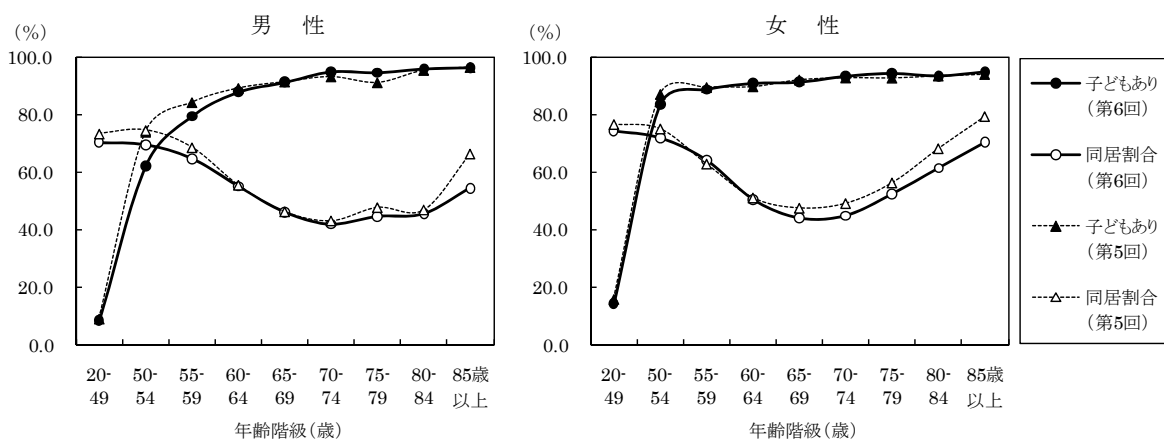 男 性
(%)
100.0
80.0
60.0
40.0
20.0
0.0
20-
49
50-
54
55-
59
60-
64
65-
69
70-
74
75-
79
80-
84
85歳
以上
年齢階級(歳)
女 性
(%)
100.0
80.0
60.0
40.0
20.0
0.0
20-
49
50-
54
55-
59
60-
64
65-
69
70-
74
75-
79
80-
84
85歳
以上
年齢階級(歳)
子どもあり
(第6回)
同居割合
(第6回)
子どもあり
(第5回)
同居割合
(第5回)